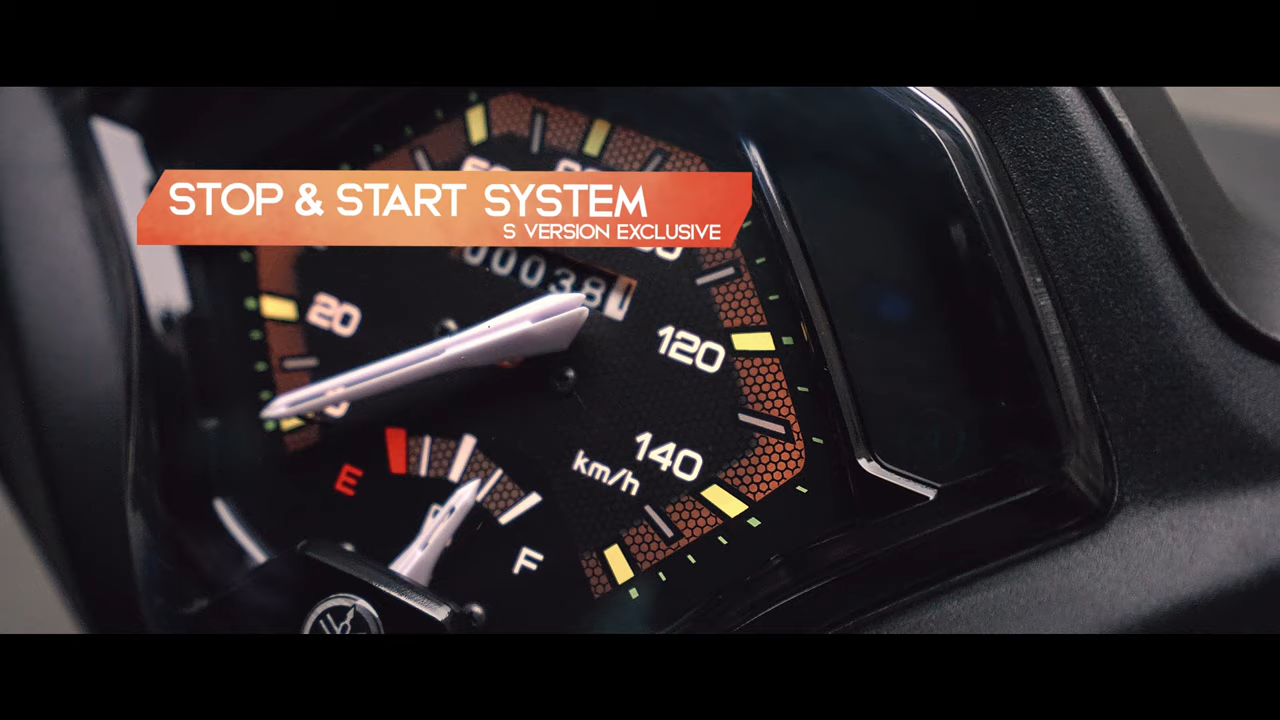 STOP & START SYSTEM
S VERSION EXCLUSIVE
00038
20
120
140
km/h
E
F